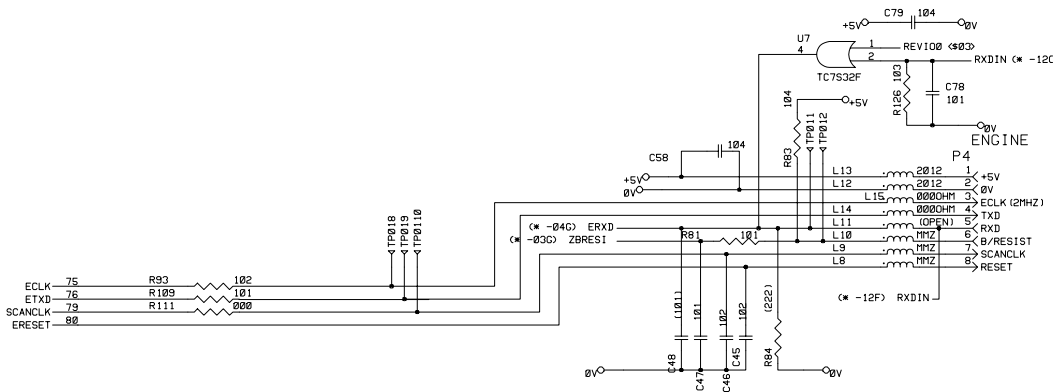 C79 104
+5V 0V
U7
4 1 REVIO0 <$03>
2 RXDIN (* -12C
TC7S32F
R126 103
C78
101
0V
104
+5V
R83
TP011
TP012
ENGINE
P4
C58 104
+5V
0V
L13 2012 1 +5V
L12 2012 2 0V
L15 000OHM 3 ECLK(2MHZ)
L14 000OHM 4 TXD
(* -04G) ERXD L11 (OPEN) 5 RXD
(* -03G) ZBRESI R81 101 L10 MMZ 6 B/RESIST
L9 MMZ 7 SCANCLK
L8 MMZ 8 RESET
TP018
TP019
TP0110
ECLK 75 R93 102
ETXD 76 R109 101
SCANCLK 79 R111 000
ERESET 80
(* -12F) RXDIN
(101)
101
102
102
(222)
C48
C47
C46
C45
R84
0V 0V